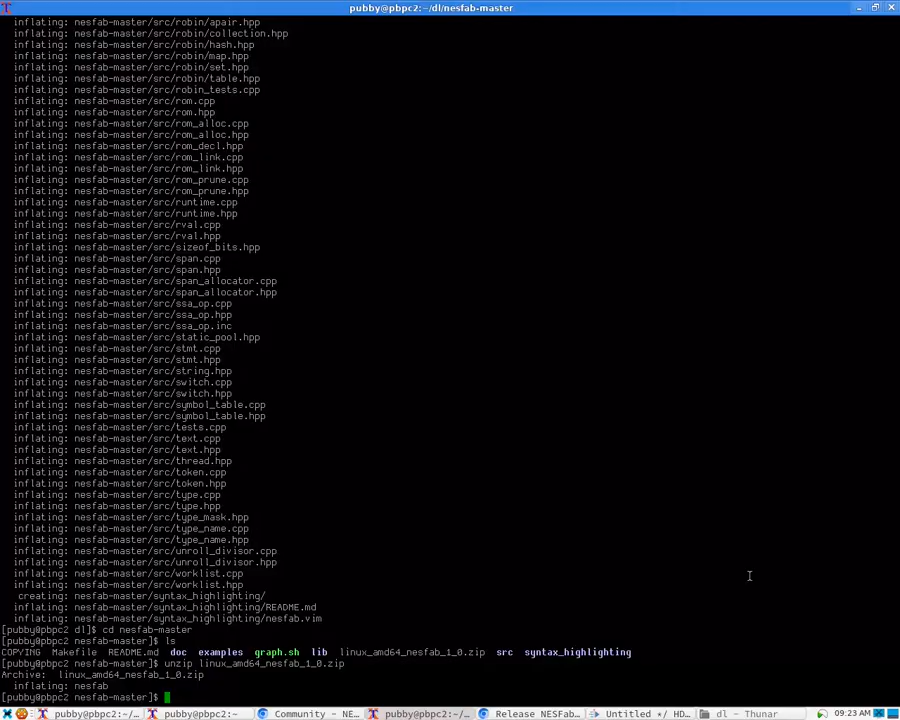 pubby@pbpc2:~/dl/nesfab-master
inflating: nesfab-master/src/robin/apair.hpp
inflating: nesfab-master/src/robin/collection.hpp
inflating: nesfab-master/src/robin/hash.hpp
inflating: nesfab-master/src/robin/map.hpp
inflating: nesfab-master/src/robin/set.hpp
inflating: nesfab-master/src/robin/table.hpp
inflating: nesfab-master/src/robin_tests.cpp
inflating: nesfab-master/src/rom.cpp
inflating: nesfab-master/src/rom.hpp
inflating: nesfab-master/src/rom_alloc.cpp
inflating: nesfab-master/src/rom_alloc.hpp
inflating: nesfab-master/src/rom_decl.hpp
inflating: nesfab-master/src/rom_link.cpp
inflating: nesfab-master/src/rom_link.hpp
inflating: nesfab-master/src/rom_prune.cpp
inflating: nesfab-master/src/rom_prune.hpp
inflating: nesfab-master/src/runtime.cpp
inflating: nesfab-master/src/runtime.hpp
inflating: nesfab-master/src/rval.cpp
inflating: nesfab-master/src/rval.hpp
inflating: nesfab-master/src/sizeof_bits.hpp
inflating: nesfab-master/src/span.cpp
inflating: nesfab-master/src/span.hpp
inflating: nesfab-master/src/span_allocator.cpp
inflating: nesfab-master/src/span_allocator.hpp
inflating: nesfab-master/src/ssa_op.cpp
inflating: nesfab-master/src/ssa_op.hpp
inflating: nesfab-master/src/ssa_op.inc
inflating: nesfab-master/src/static_pool.hpp
inflating: nesfab-master/src/stmt.cpp
inflating: nesfab-master/src/stmt.hpp
inflating: nesfab-master/src/string.hpp
inflating: nesfab-master/src/switch.cpp
inflating: nesfab-master/src/switch.hpp
inflating: nesfab-master/src/symbol_table.cpp
inflating: nesfab-master/src/symbol_table.hpp
inflating: nesfab-master/src/tests.cpp
inflating: nesfab-master/src/text.cpp
inflating: nesfab-master/src/text.hpp
inflating: nesfab-master/src/thread.hpp
inflating: nesfab-master/src/token.cpp
inflating: nesfab-master/src/token.hpp
inflating: nesfab-master/src/type.cpp
inflating: nesfab-master/src/type.hpp
inflating: nesfab-master/src/type_mask.hpp
inflating: nesfab-master/src/type_name.cpp
inflating: nesfab-master/src/type_name.hpp
inflating: nesfab-master/src/unroll_divisor.cpp
inflating: nesfab-master/src/unroll_divisor.hpp
inflating: nesfab-master/src/worklist.cpp
inflating: nesfab-master/src/worklist.hpp
creating: nesfab-master/syntax_highlighting/
inflating: nesfab-master/syntax_highlighting/README.md
inflating: nesfab-master/syntax_highlighting/nesfab.vim
[pubby@pbpc2 dl]$ cd nesfab-master
[pubby@pbpc2 nesfab-master]$ ls
COPYING Makefile README.md doc examples graph.sh lib linux_amd64_nesfab_1_0.zip src syntax_highlighting
[pubby@pbpc2 nesfab-master]$ unzip linux_amd64_nesfab_1_0.zip
Archive: linux_amd64_nesfab_1_0.zip
inflating: nesfab
[pubby@pbpc2 nesfab-master]$
pubby@pbpc2:~/... pubby@pbpc2:~ Community - NE... pubby@pbpc2:~/... Release NESFab... Untitled */ HD... dl - Thunar 09:23 AM